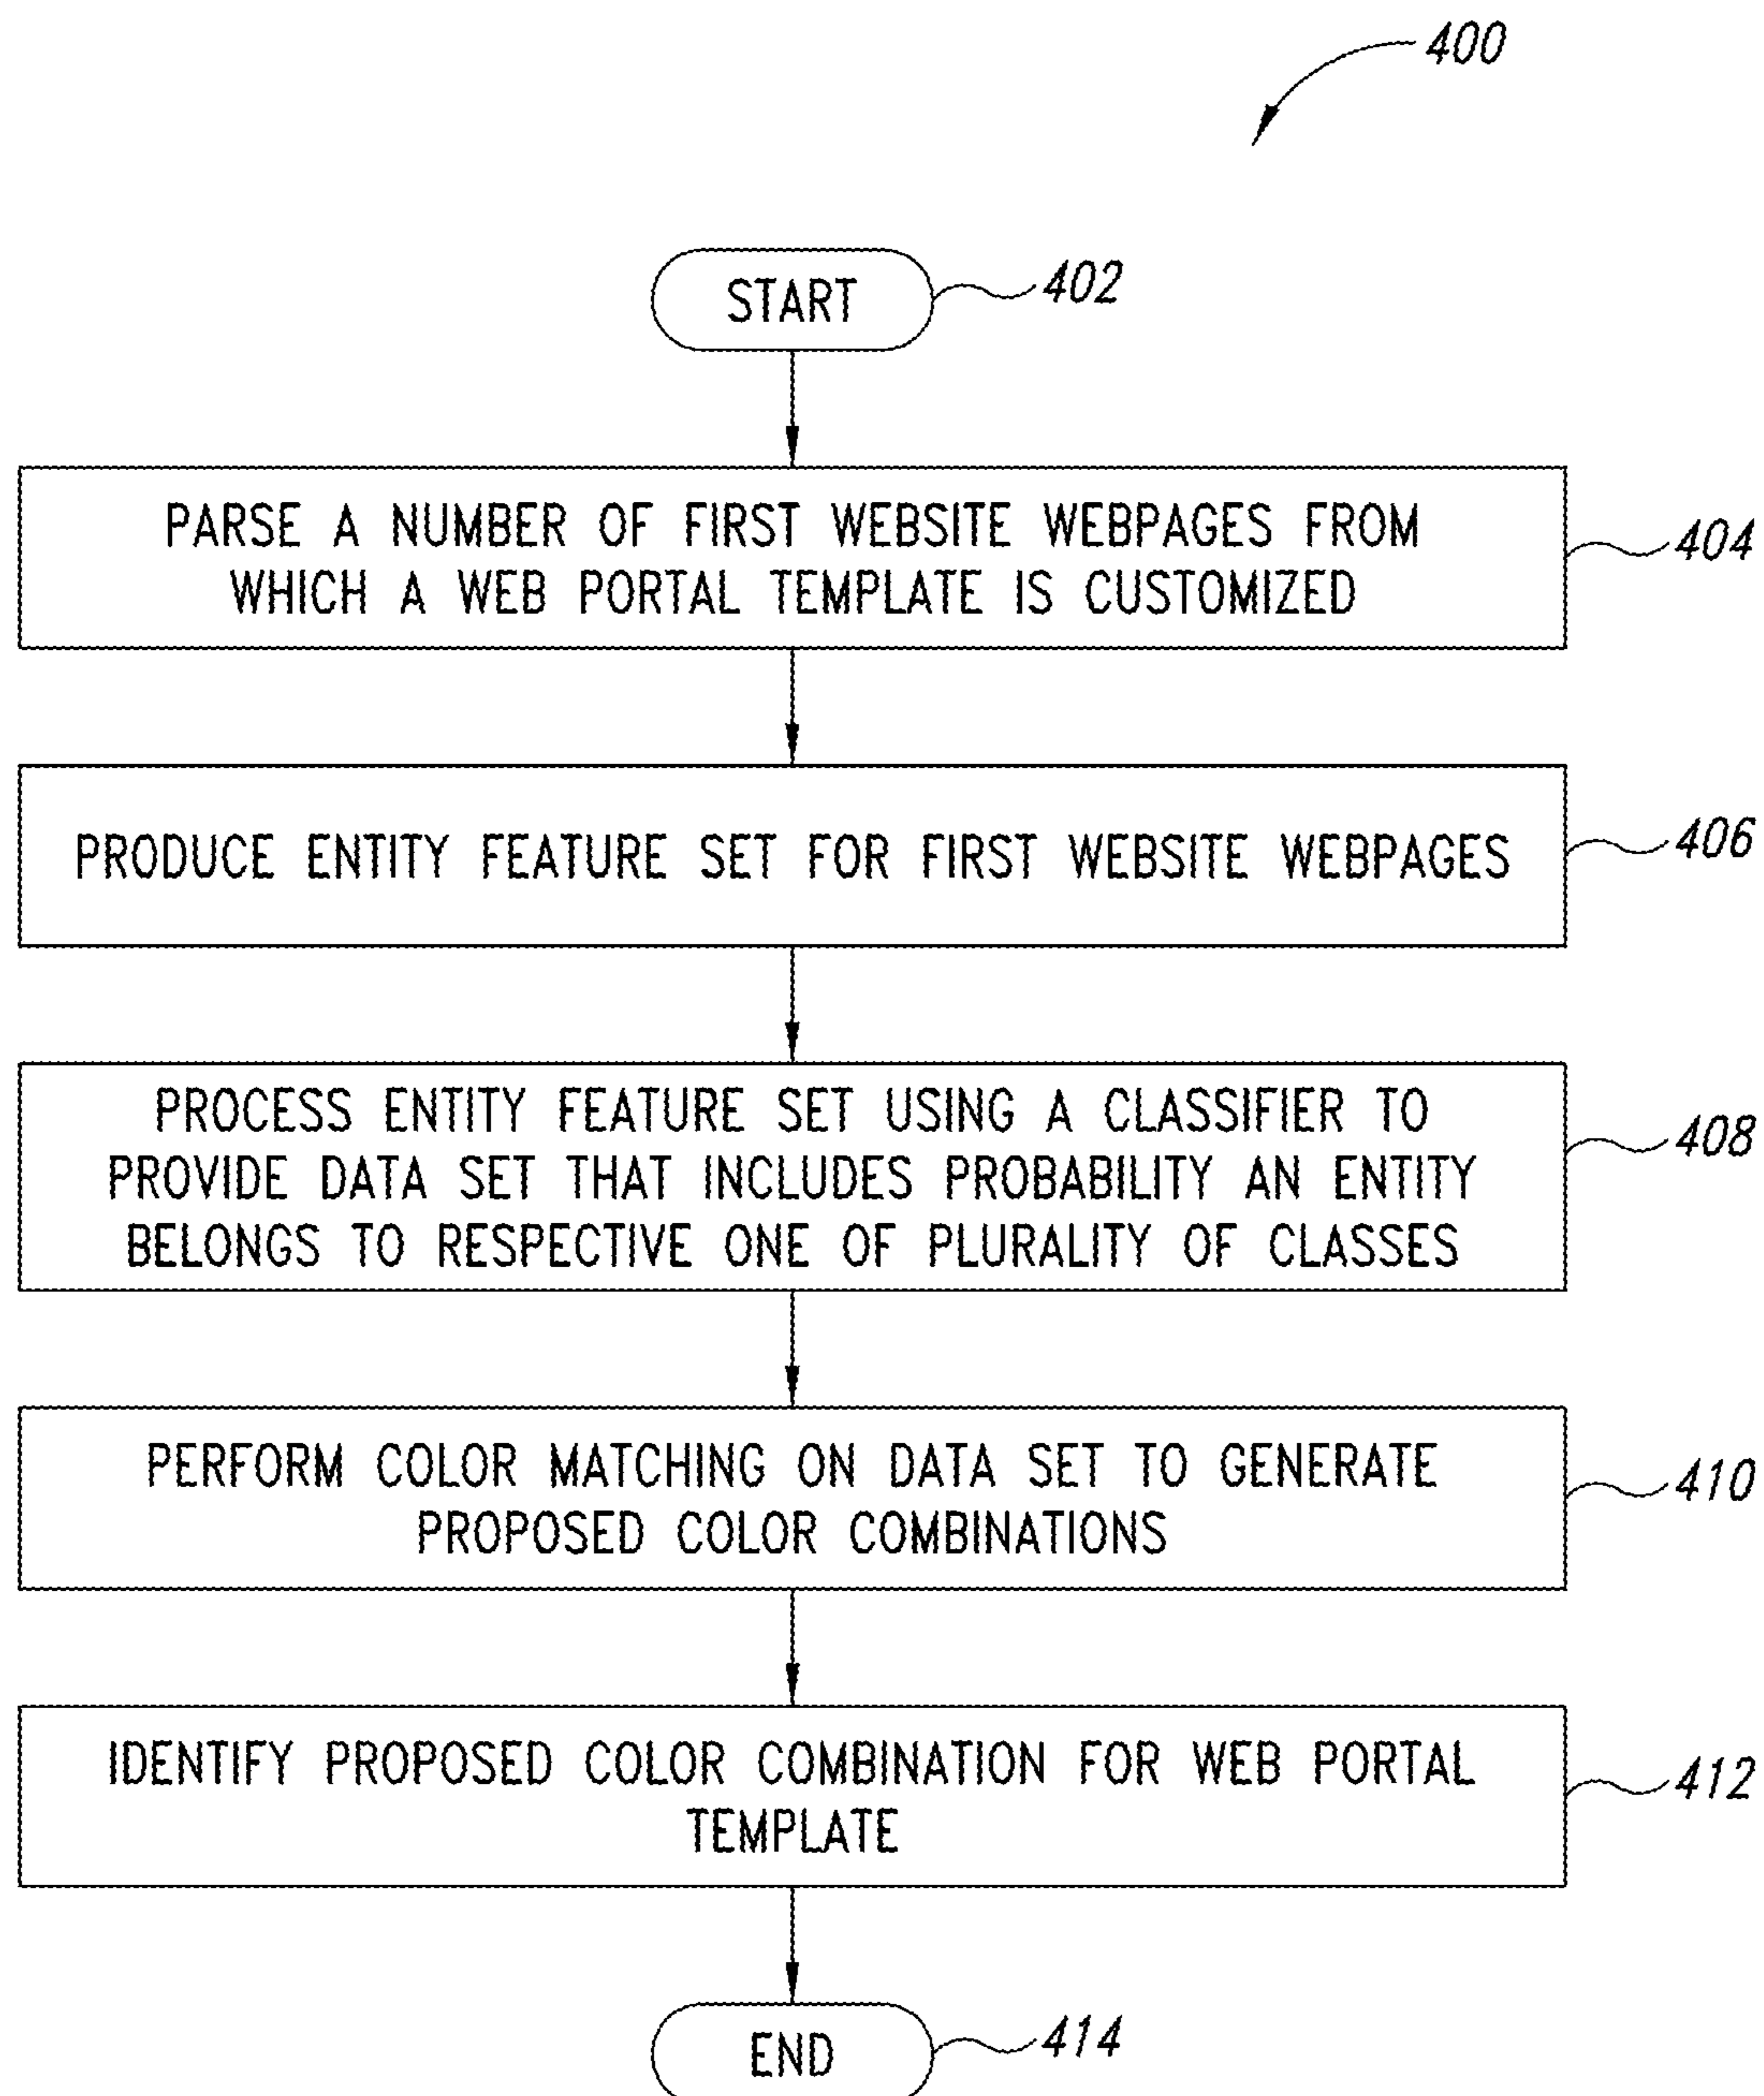 400
START
402
PARSE A NUMBER OF FIRST WEBSITE WEBPAGES FROM
WHICH A WEB PORTAL TEMPLATE IS CUSTOMIZED
404
PRODUCE ENTITY FEATURE SET FOR FIRST WEBSITE WEBPAGES
406
PROCESS ENTITY FEATURE SET USING A CLASSIFIER TO
PROVIDE DATA SET THAT INCLUDES PROBABILITY AN ENTITY
BELONGS TO RESPECTIVE ONE OF PLURALITY OF CLASSES
408
PERFORM COLOR MATCHING ON DATA SET TO GENERATE
PROPOSED COLOR COMBINATIONS
410
IDENTIFY PROPOSED COLOR COMBINATION FOR WEB PORTAL
TEMPLATE
412
END
414